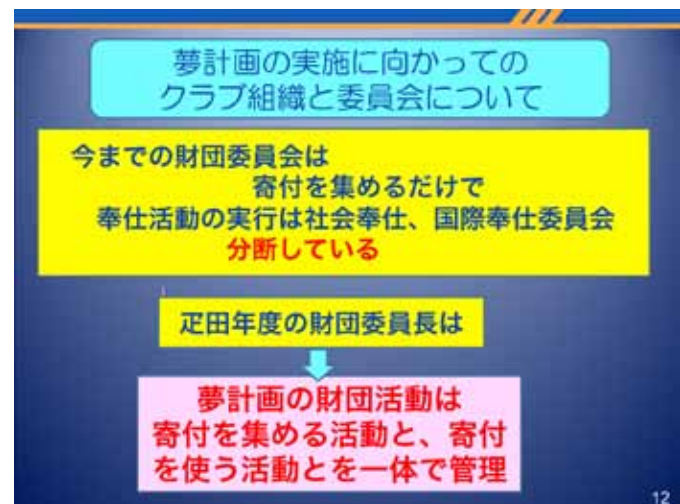 夢計画の実施に向かっての
クラブ組織と委員会について
今までの財団委員会は
寄付を集めるだけで
奉仕活動の実行は社会奉仕、国際奉仕委員会
分断している
疋田年度の財団委員長は
夢計画の財団活動は
寄付を集める活動と、寄付
を使う活動とを一体で管理
12